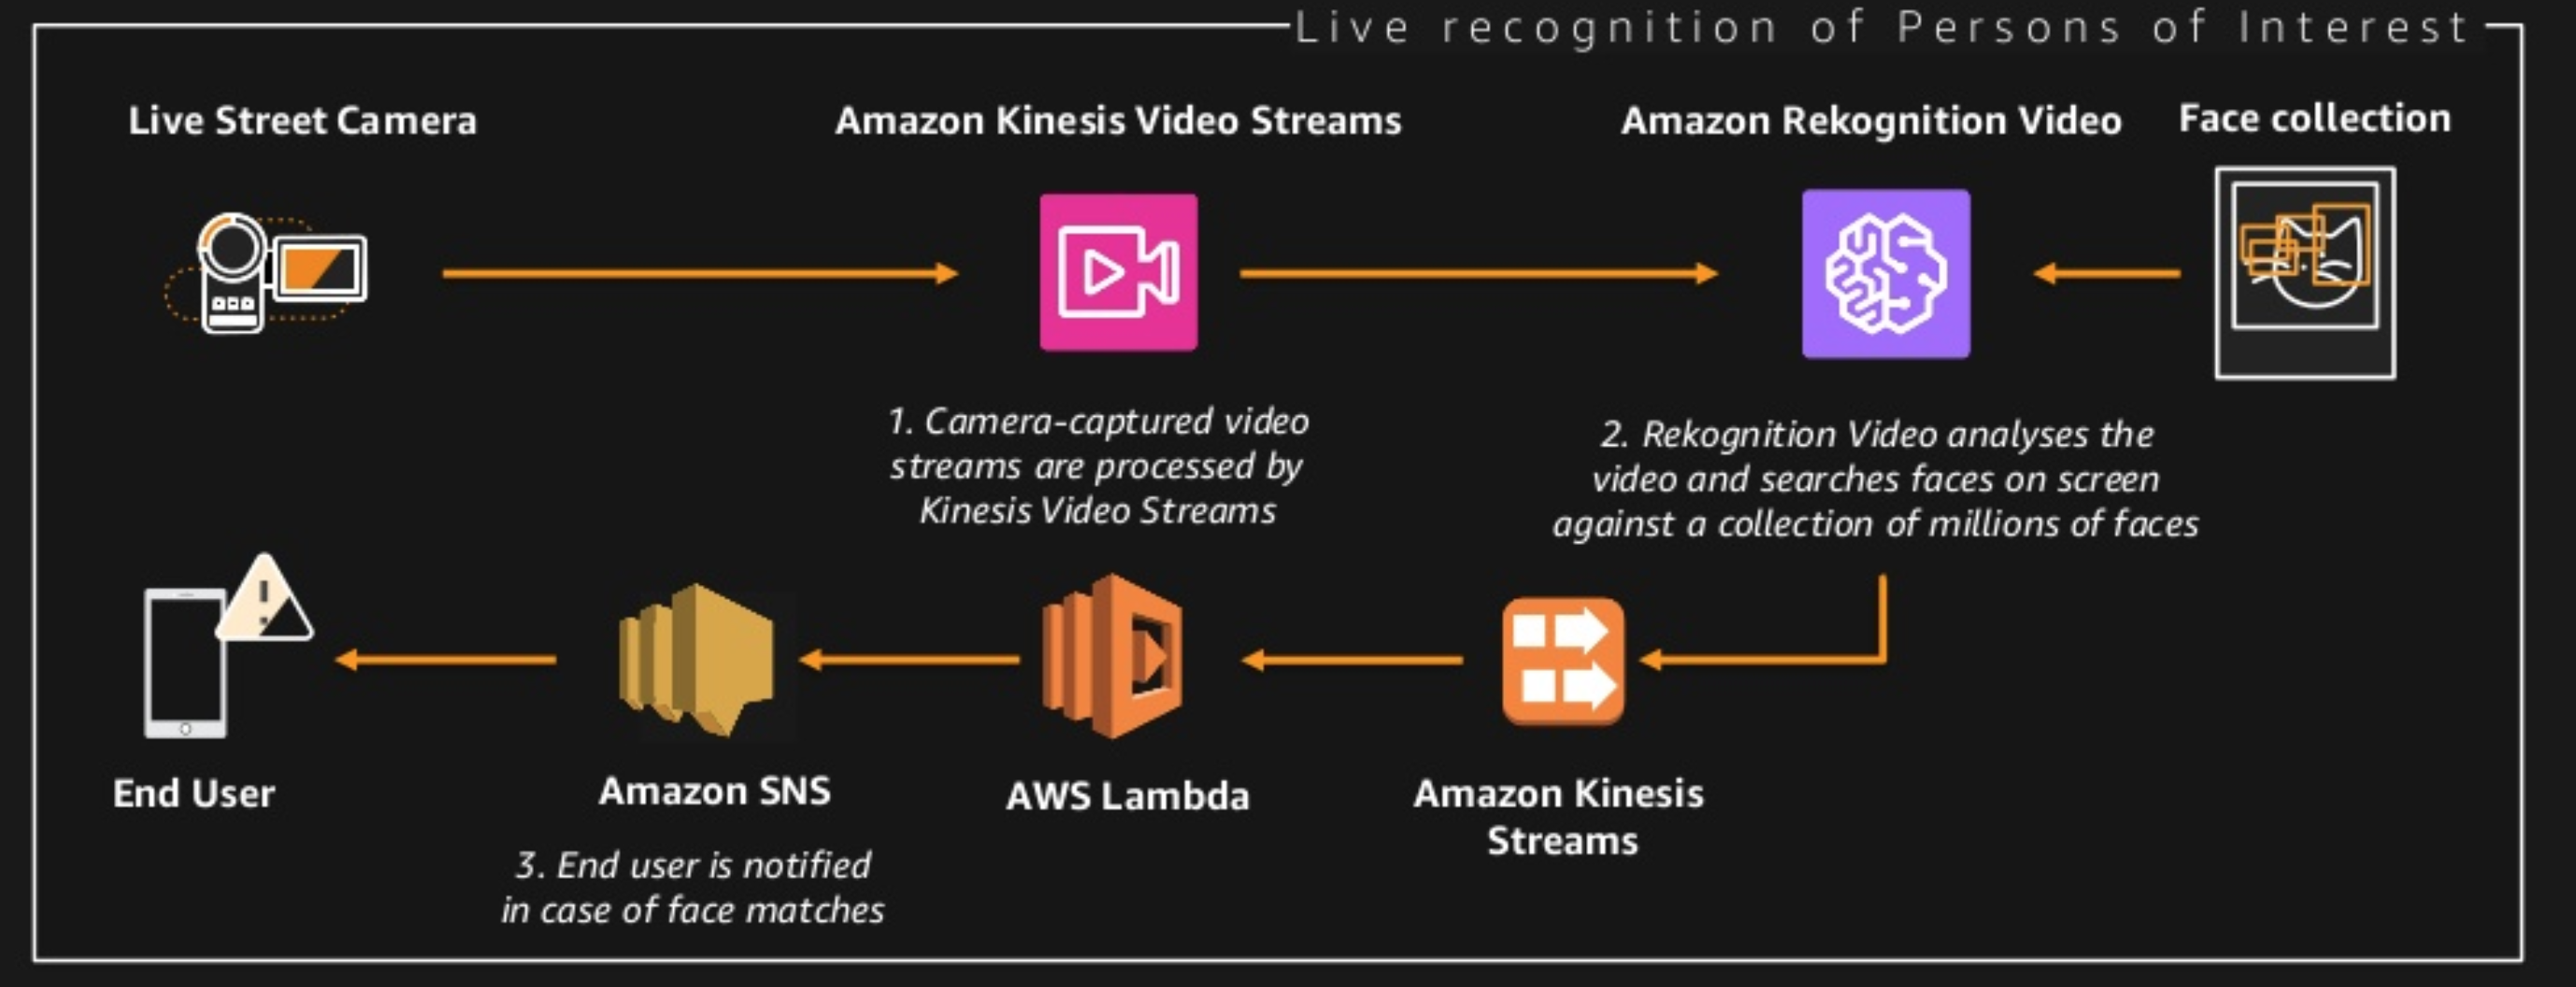 Live recognition of Persons of Interest
Live Street Camera
Amazon Kinesis Video Streams
Amazon Rekognition Video
Face collection
1. Camera-captured video
streams are processed by
Kinesis Video Streams
2. Rekognition Video analyses the
video and searches faces on screen
against a collection of millions of faces
End User
Amazon SNS
AWS Lambda
Amazon Kinesis
Streams
3. End user is notified
in case of face matches